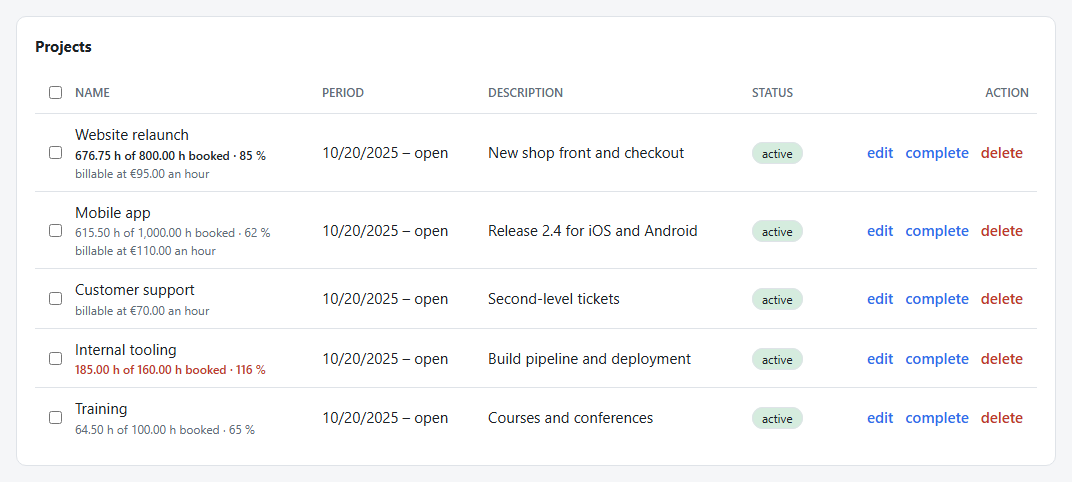 Projects
NAME PERIOD DESCRIPTION STATUS ACTION
Website relaunch
676.75 h of 800.00 h booked · 85 %
billable at €95.00 an hour
10/20/2025 – open New shop front and checkout active edit complete delete
Mobile app
615.50 h of 1,000.00 h booked · 62 %
billable at €110.00 an hour
10/20/2025 – open Release 2.4 for iOS and Android active edit complete delete
Customer support
billable at €70.00 an hour
10/20/2025 – open Second-level tickets active edit complete delete
Internal tooling
185.00 h of 160.00 h booked · 116 %
10/20/2025 – open Build pipeline and deployment active edit complete delete
Training
64.50 h of 100.00 h booked · 65 %
10/20/2025 – open Courses and conferences active edit complete delete